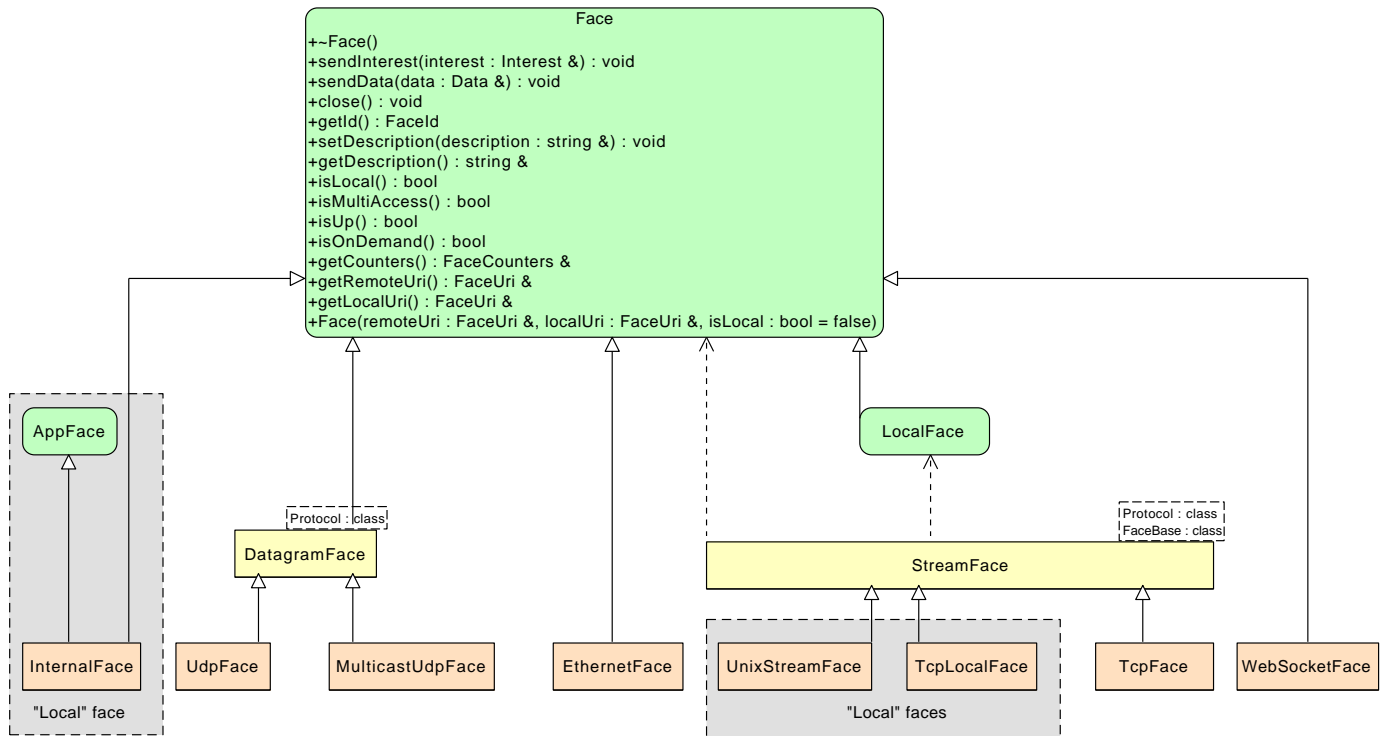 Face
+~Face()
+sendInterest(interest : Interest &) : void
+sendData(data : Data &) : void
+close() : void
+getId() : FaceId
+setDescription(description : string &) : void
+getDescription() : string &
+isLocal() : bool
+isMultiAccess() : bool
+isUp() : bool
+isOnDemand() : bool
+getCounters() : FaceCounters &
+getRemoteUri() : FaceUri &
+getLocalUri() : FaceUri &
+Face(remoteUri : FaceUri &, localUri : FaceUri &, isLocal : bool = false)
AppFace
LocalFace
Protocol : class
DatagramFace
Protocol : class
FaceBase : class
StreamFace
InternalFace
UdpFace
MulticastUdpFace
EthernetFace
UnixStreamFace
TcpLocalFace
TcpFace
WebSocketFace
"Local" face
"Local" faces